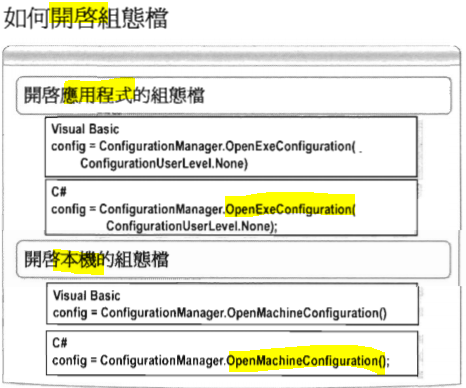 如何開啓組態檔
開啓應用程式的組態檔
Visual Basic
config = ConfigurationManager.OpenExeConfiguration(
ConfigurationUserLevel.None)
C#
config = ConfigurationManager.OpenExeConfiguration(
ConfigurationUserLevel.None);
開啓本機的組態檔
Visual Basic
config = ConfigurationManager.OpenMachineConfiguration()
C#
config = ConfigurationManager.OpenMachineConfiguration();